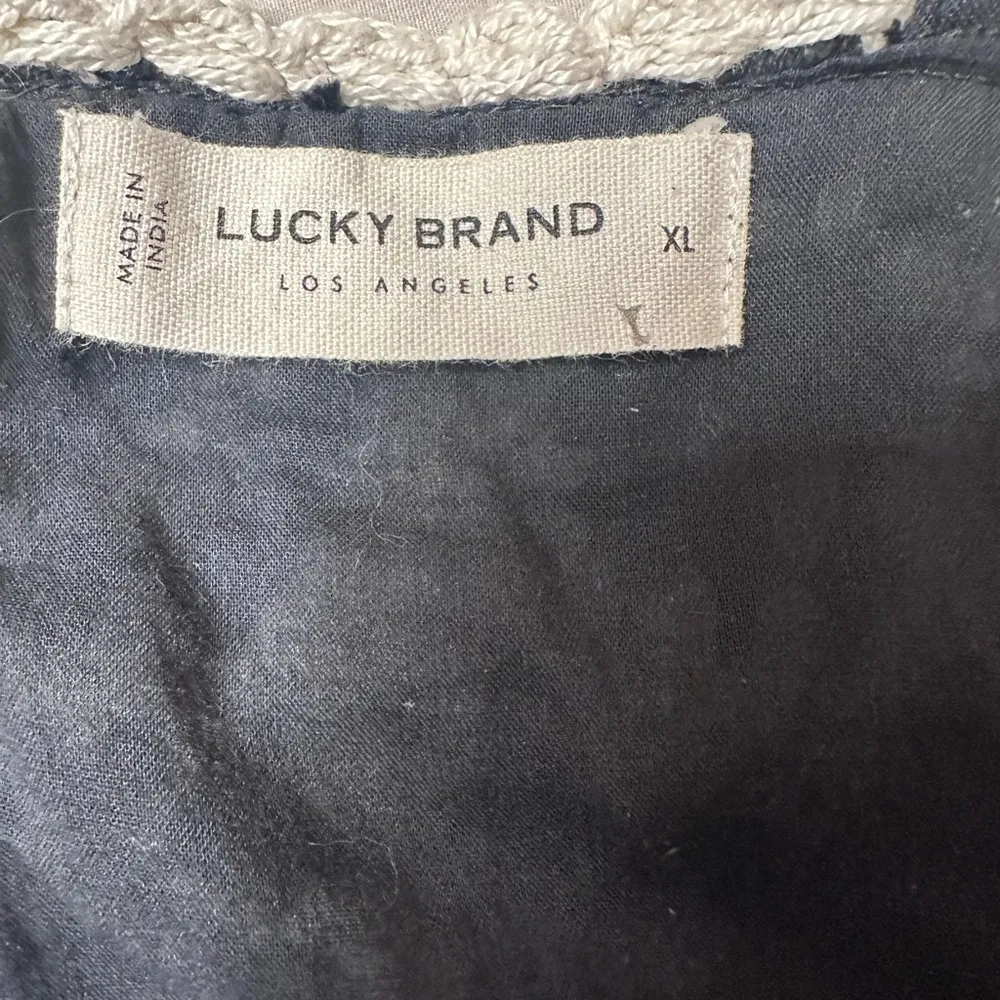 MADE IN
INDIA
LUCKY BRAND
LOS ANGELES
XL